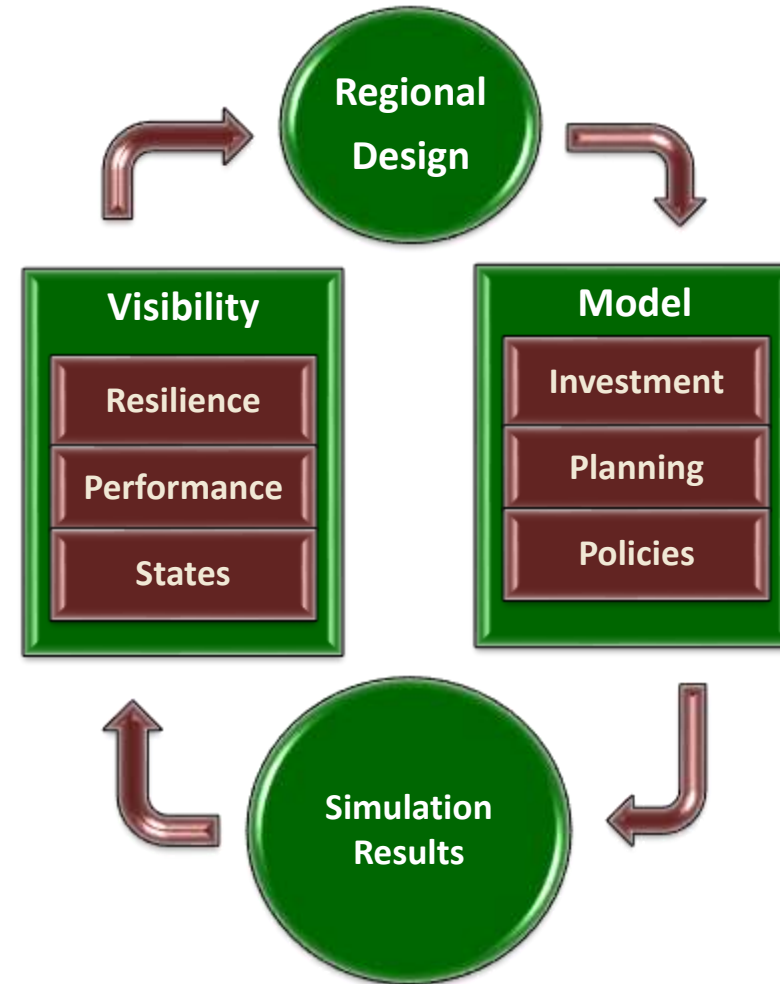 Regional
Design
Visibility
Resilience
Performance
States
Model
Investment
Planning
Policies
Simulation
Results